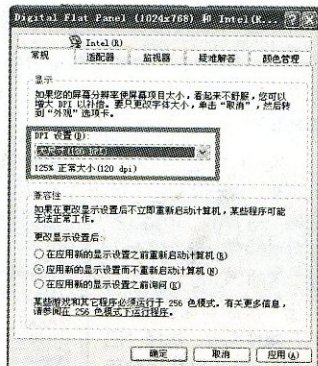 Digital Flat Panel (1024x768) 和 Intel(R...
Intel(R)
常规
适配器
监视器
疑难解答
颜色管理
显示
如果您的屏幕分辨率使屏幕项目太小，看起来不舒服，您可以
增大 DPI 以补偿。要只更改字体大小，单击“取消”，然后转
到“外观”选项卡。
DPI 设置(D):
125% 正常大小(120 dpi)
兼容性
如果在更改显示设置后不立即重新启动计算机，某些程序可能
无法正常工作。
更改显示设置后:
在应用新的显示设置之前重新启动计算机(R)
应用新的显示设置而不重新启动计算机(N)
在应用新的显示设置之前询问(K)
某些游戏和其它程序必须运行于 256 色模式。有关更多信息，
请参阅在 256 色模式下运行程序。
确定
取消
应用(A)